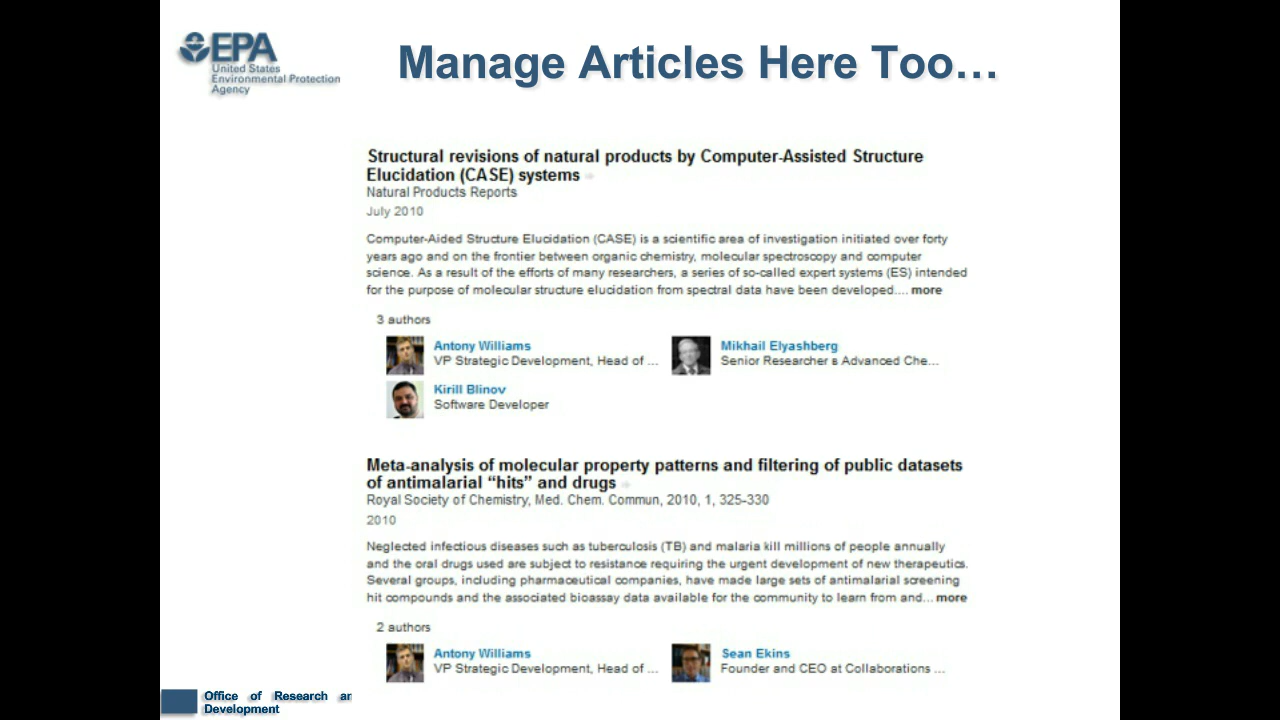 EPA
United States
Environmental Protection
Agency
Manage Articles Here Too…
Structural revisions of natural products by Computer-Assisted Structure
Elucidation (CASE) systems
Natural Products Reports
July 2010
Computer-Aided Structure Elucidation (CASE) is a scientific area of investigation initiated over forty
years ago and on the frontier between organic chemistry, molecular spectroscopy and computer
science. As a result of the efforts of many researchers, a series of so-called expert systems (ES) intended
for the purpose of molecular structure elucidation from spectral data have been developed.... more
3 authors
Antony Williams
VP Strategic Development, Head of ...
Mikhail Elyashberg
Senior Researcher в Advanced Che...
Kirill Blinov
Software Developer
Meta-analysis of molecular property patterns and filtering of public datasets
of antimalarial “hits” and drugs
Royal Society of Chemistry, Med. Chem. Commun, 2010, 1, 325-330
2010
Neglected infectious diseases such as tuberculosis (TB) and malaria kill millions of people annually
and the oral drugs used are subject to resistance requiring the urgent development of new therapeutics.
Several groups, including pharmaceutical companies, have made large sets of antimalarial screening
hit compounds and the associated bioassay data available for the community to learn from and... more
2 authors
Antony Williams
VP Strategic Development, Head of ...
Sean Ekins
Founder and CEO at Collaborations ...
Office of Research ar
Development